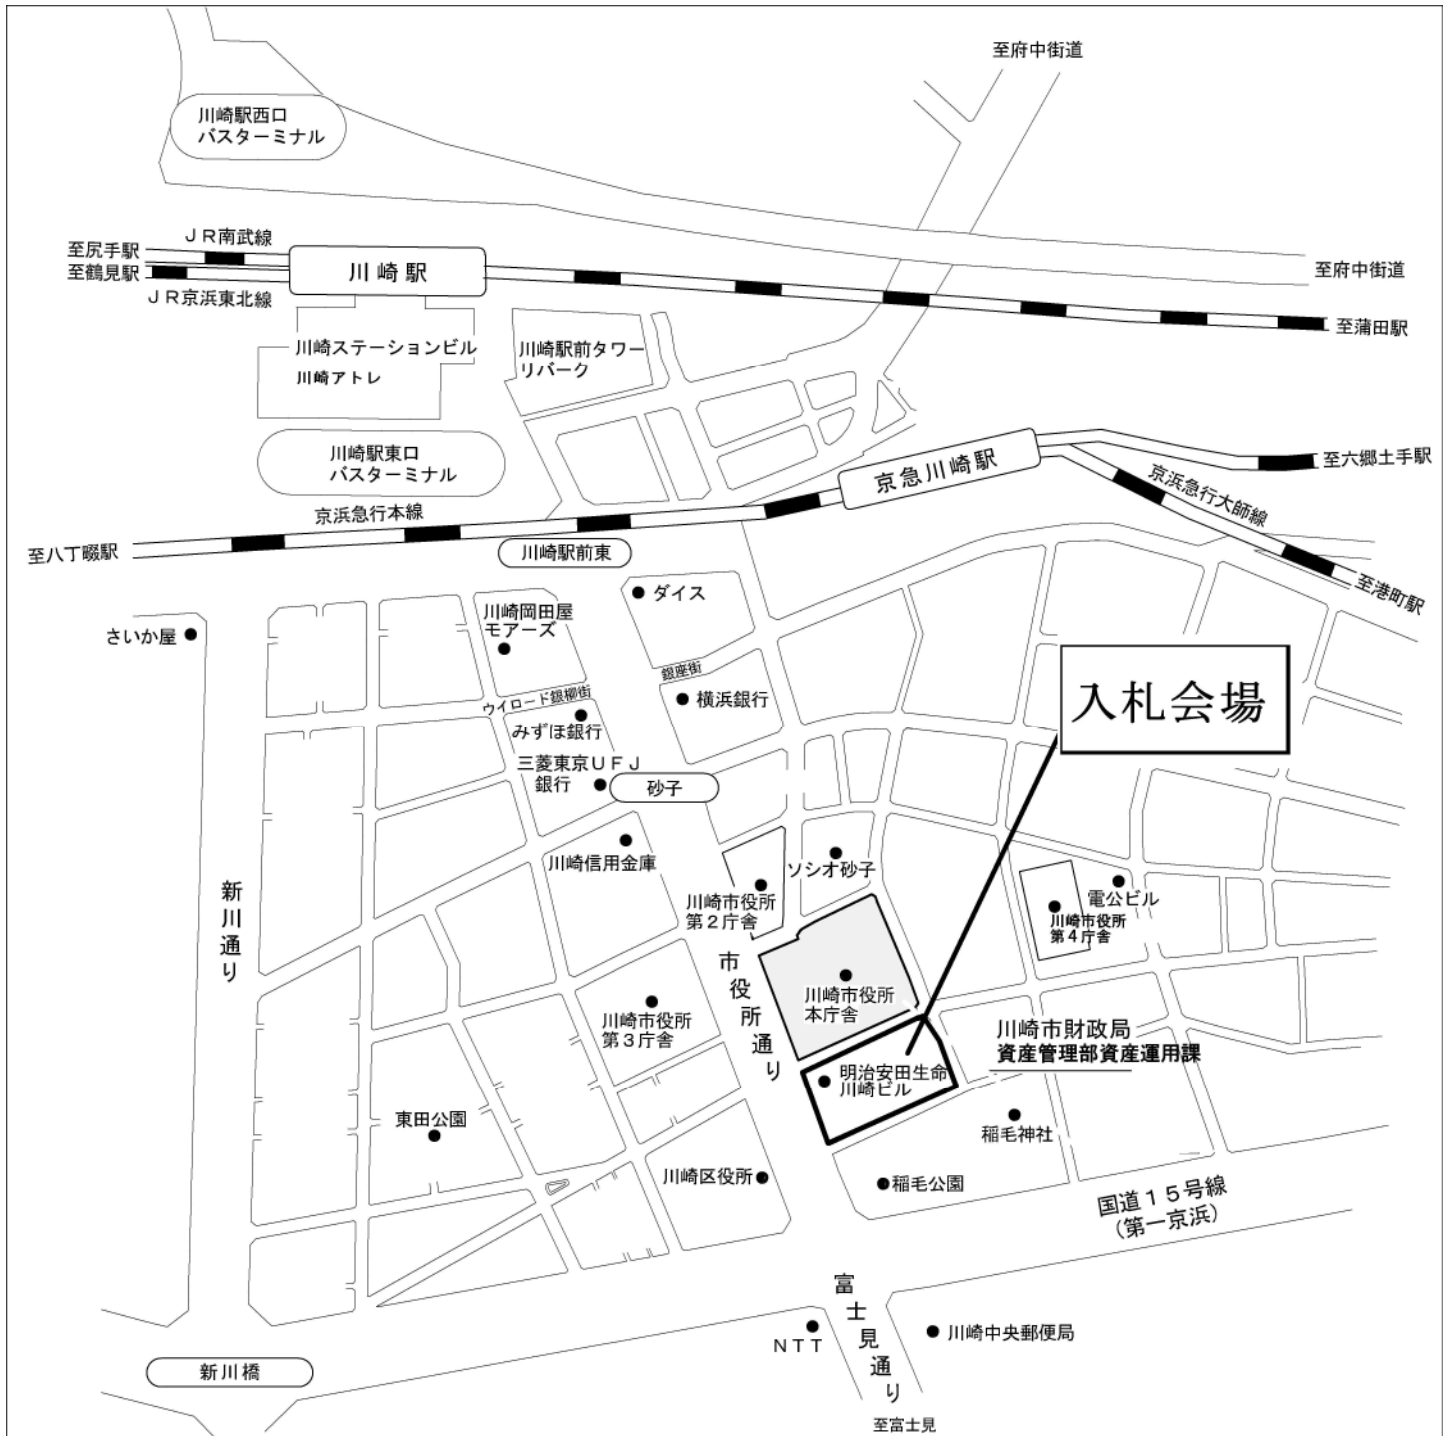 至府中街道
川崎駅西口
バスターミナル
ＪＲ南武線
至尻手駅
至鶴見駅
ＪＲ京浜東北線
川崎駅
至府中街道
至蒲田駅
川崎ステーションビル
川崎アトレ
川崎駅前タワー
リバーク
川崎駅東口
バスターミナル
京急川崎駅
至六郷土手駅
京浜急行大師線
京浜急行本線
至八丁畷駅
川崎駅前東
至港町駅
ダイス
さいか屋
川崎岡田屋
モアーズ
銀座街
横浜銀行
ウイロード銀柳街
みずほ銀行
入札会場
三菱東京ＵＦＪ
銀行
砂子
川崎信用金庫
ソシオ砂子
新川通り
川崎市役所
第２庁舎
電公ビル
川崎市役所
第４庁舎
市役所通り
川崎市役所
本庁舎
川崎市役所
第３庁舎
川崎市財政局
資産管理部資産運用課
明治安田生命
川崎ビル
東田公園
稲毛神社
川崎区役所
稲毛公園
国道１５号線
（第一京浜）
富士見通り
ＮＴＴ
川崎中央郵便局
新川橋
至富士見